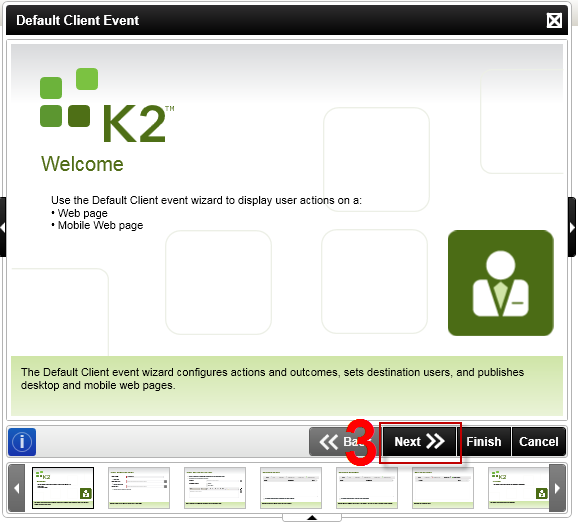 Default Client Event
K2™
Welcome
Use the Default Client event wizard to display user actions on a:
• Web page
• Mobile Web page
The Default Client event wizard configures actions and outcomes, sets destination users, and publishes
desktop and mobile web pages.
i
Back
3
Next
Finish
Cancel